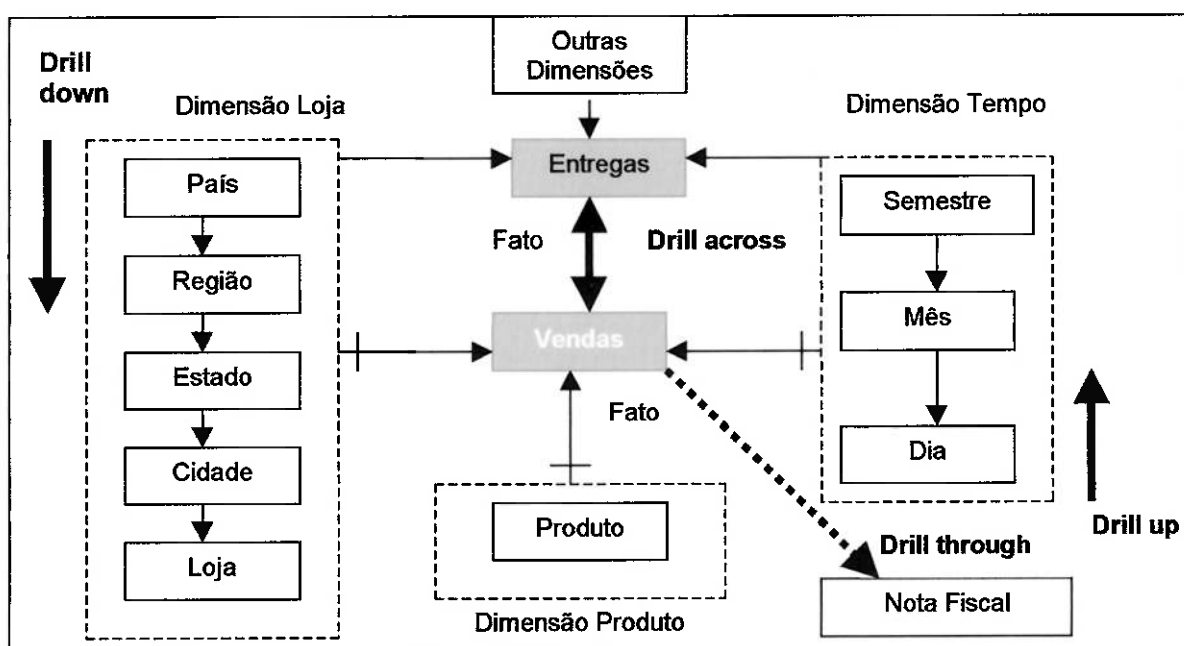 Outras
Dimensões
Drill
down
Dimensão Loja
Dimensão Tempo
País
Região
Estado
Cidade
Loja
Entregas
Fato
Drill across
Vendas
Fato
Produto
Dimensão Produto
Semestre
Mês
Dia
Drill up
Drill through
Nota Fiscal